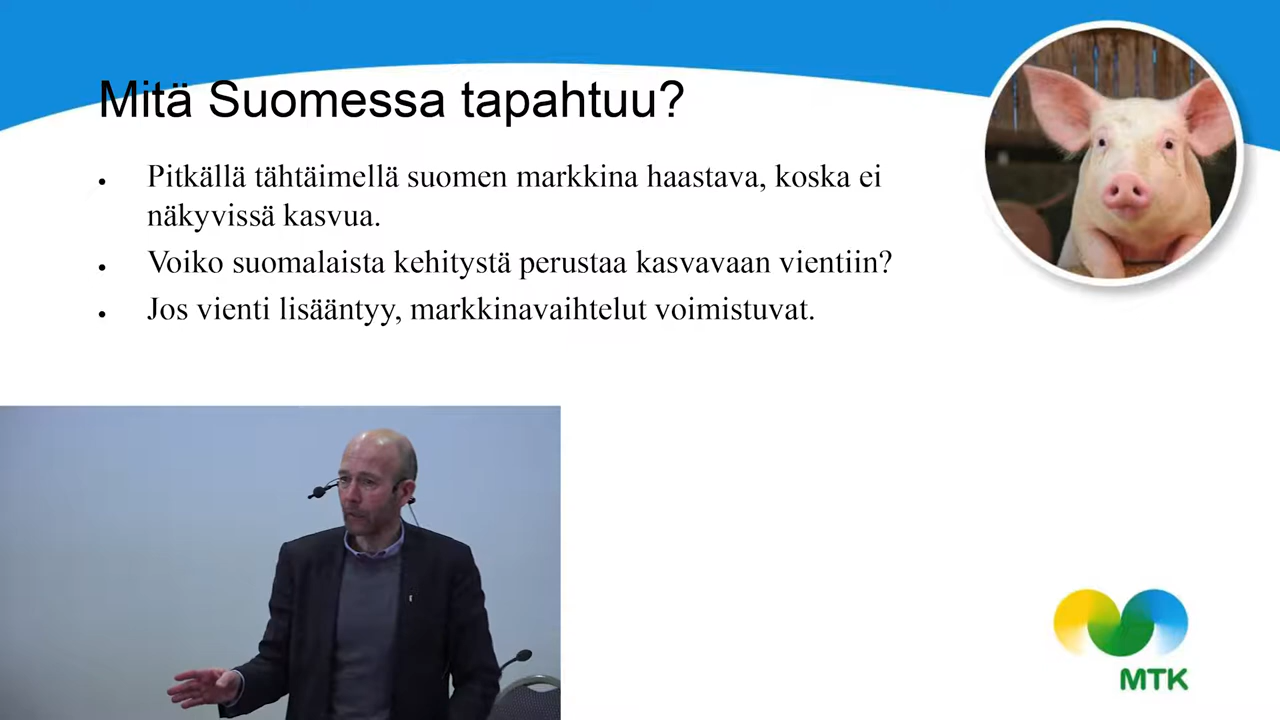 Mitä Suomessa tapahtuu?
• Pitkällä tähtäimellä suomen markkina haastava, koska ei
näkyvissä kasvua.
• Voiko suomalaista kehitystä perustaa kasvavaan vientiin?
• Jos vienti lisääntyy, markkinavaihtelut voimistuvat.
MTK